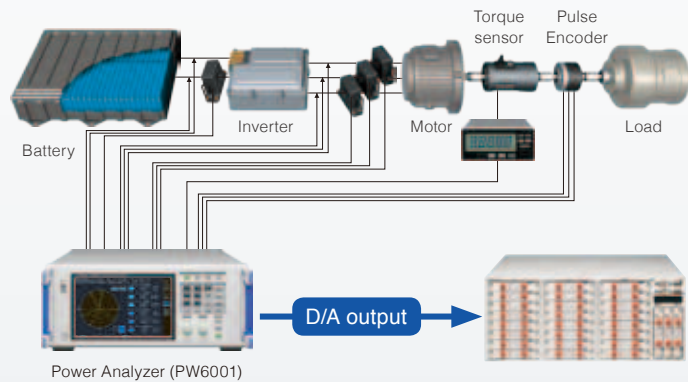 Torque
sensor
Pulse
Encoder
Battery
Inverter
Motor
Load
D/A output
Power Analyzer (PW6001)